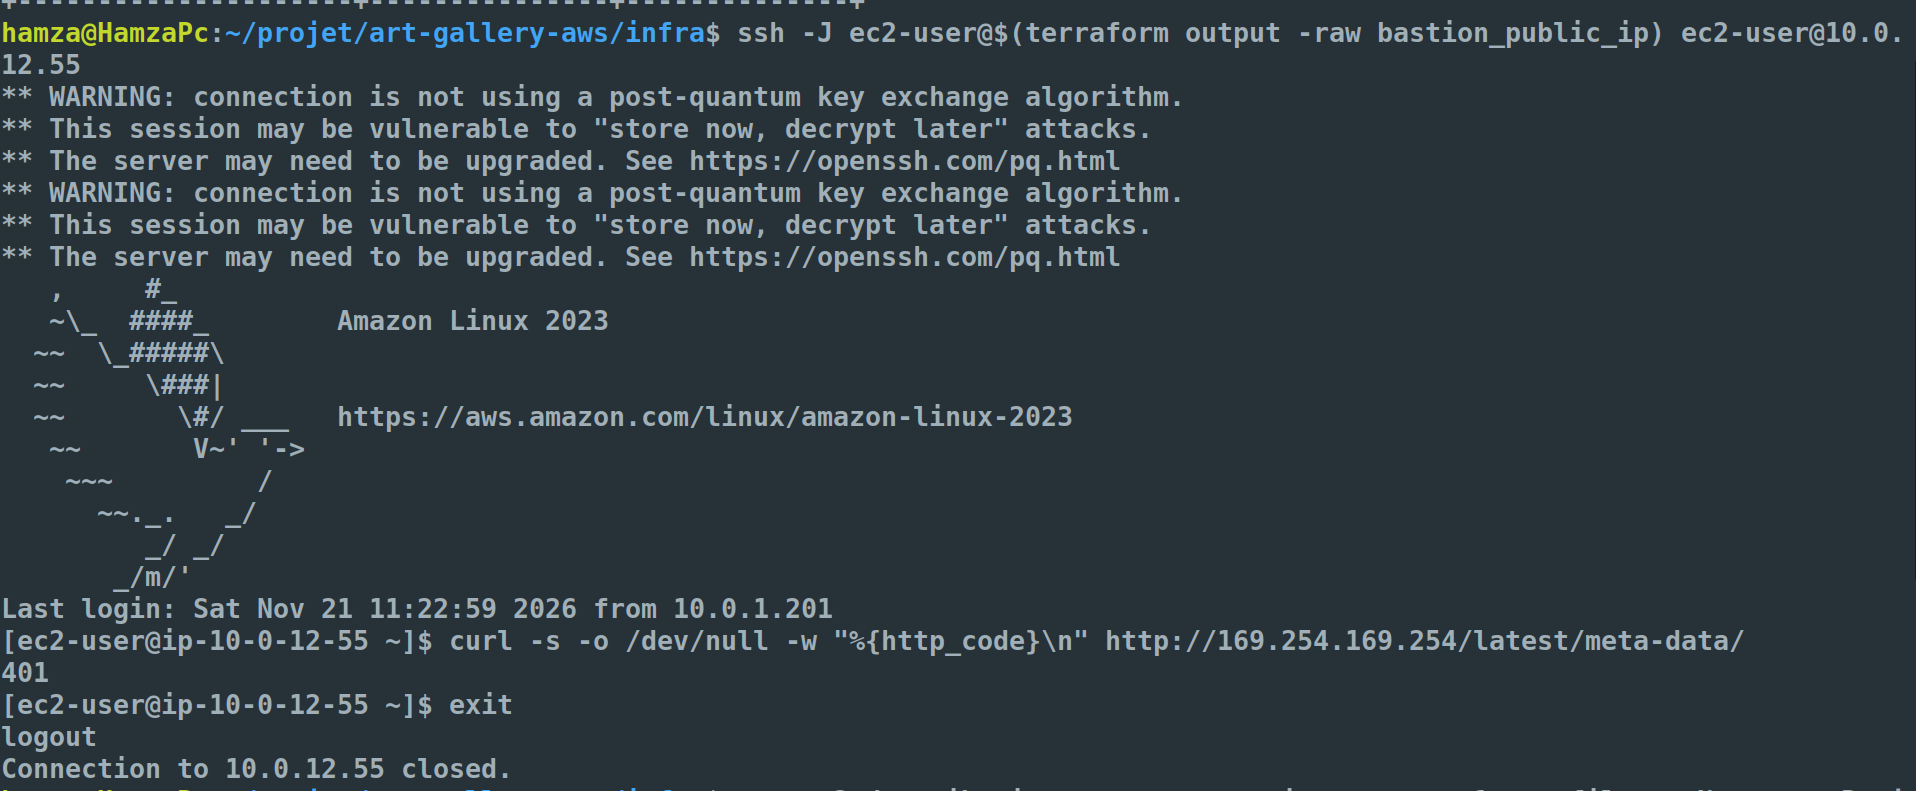 hamza@HamzaPc:~/projet/art-gallery-aws/infra$ ssh -J ec2-user@$(terraform output -raw bastion_public_ip) ec2-user@10.0.
12.55
** WARNING: connection is not using a post-quantum key exchange algorithm.
** This session may be vulnerable to "store now, decrypt later" attacks.
** The server may need to be upgraded. See https://openssh.com/pq.html
** WARNING: connection is not using a post-quantum key exchange algorithm.
** This session may be vulnerable to "store now, decrypt later" attacks.
** The server may need to be upgraded. See https://openssh.com/pq.html
   ,     #_
   ~\_  ####_        Amazon Linux 2023
  ~~  \_#####\
  ~~     \###|
  ~~       \#/ ___   https://aws.amazon.com/linux/amazon-linux-2023
   ~~       V~' '->
    ~~~         /
      ~~._.   _/
         _/ _/
       _/m/'
Last login: Sat Nov 21 11:22:59 2026 from 10.0.1.201
[ec2-user@ip-10-0-12-55 ~]$ curl -s -o /dev/null -w "%{http_code}\n" http://169.254.169.254/latest/meta-data/
401
[ec2-user@ip-10-0-12-55 ~]$ exit
logout
Connection to 10.0.12.55 closed.